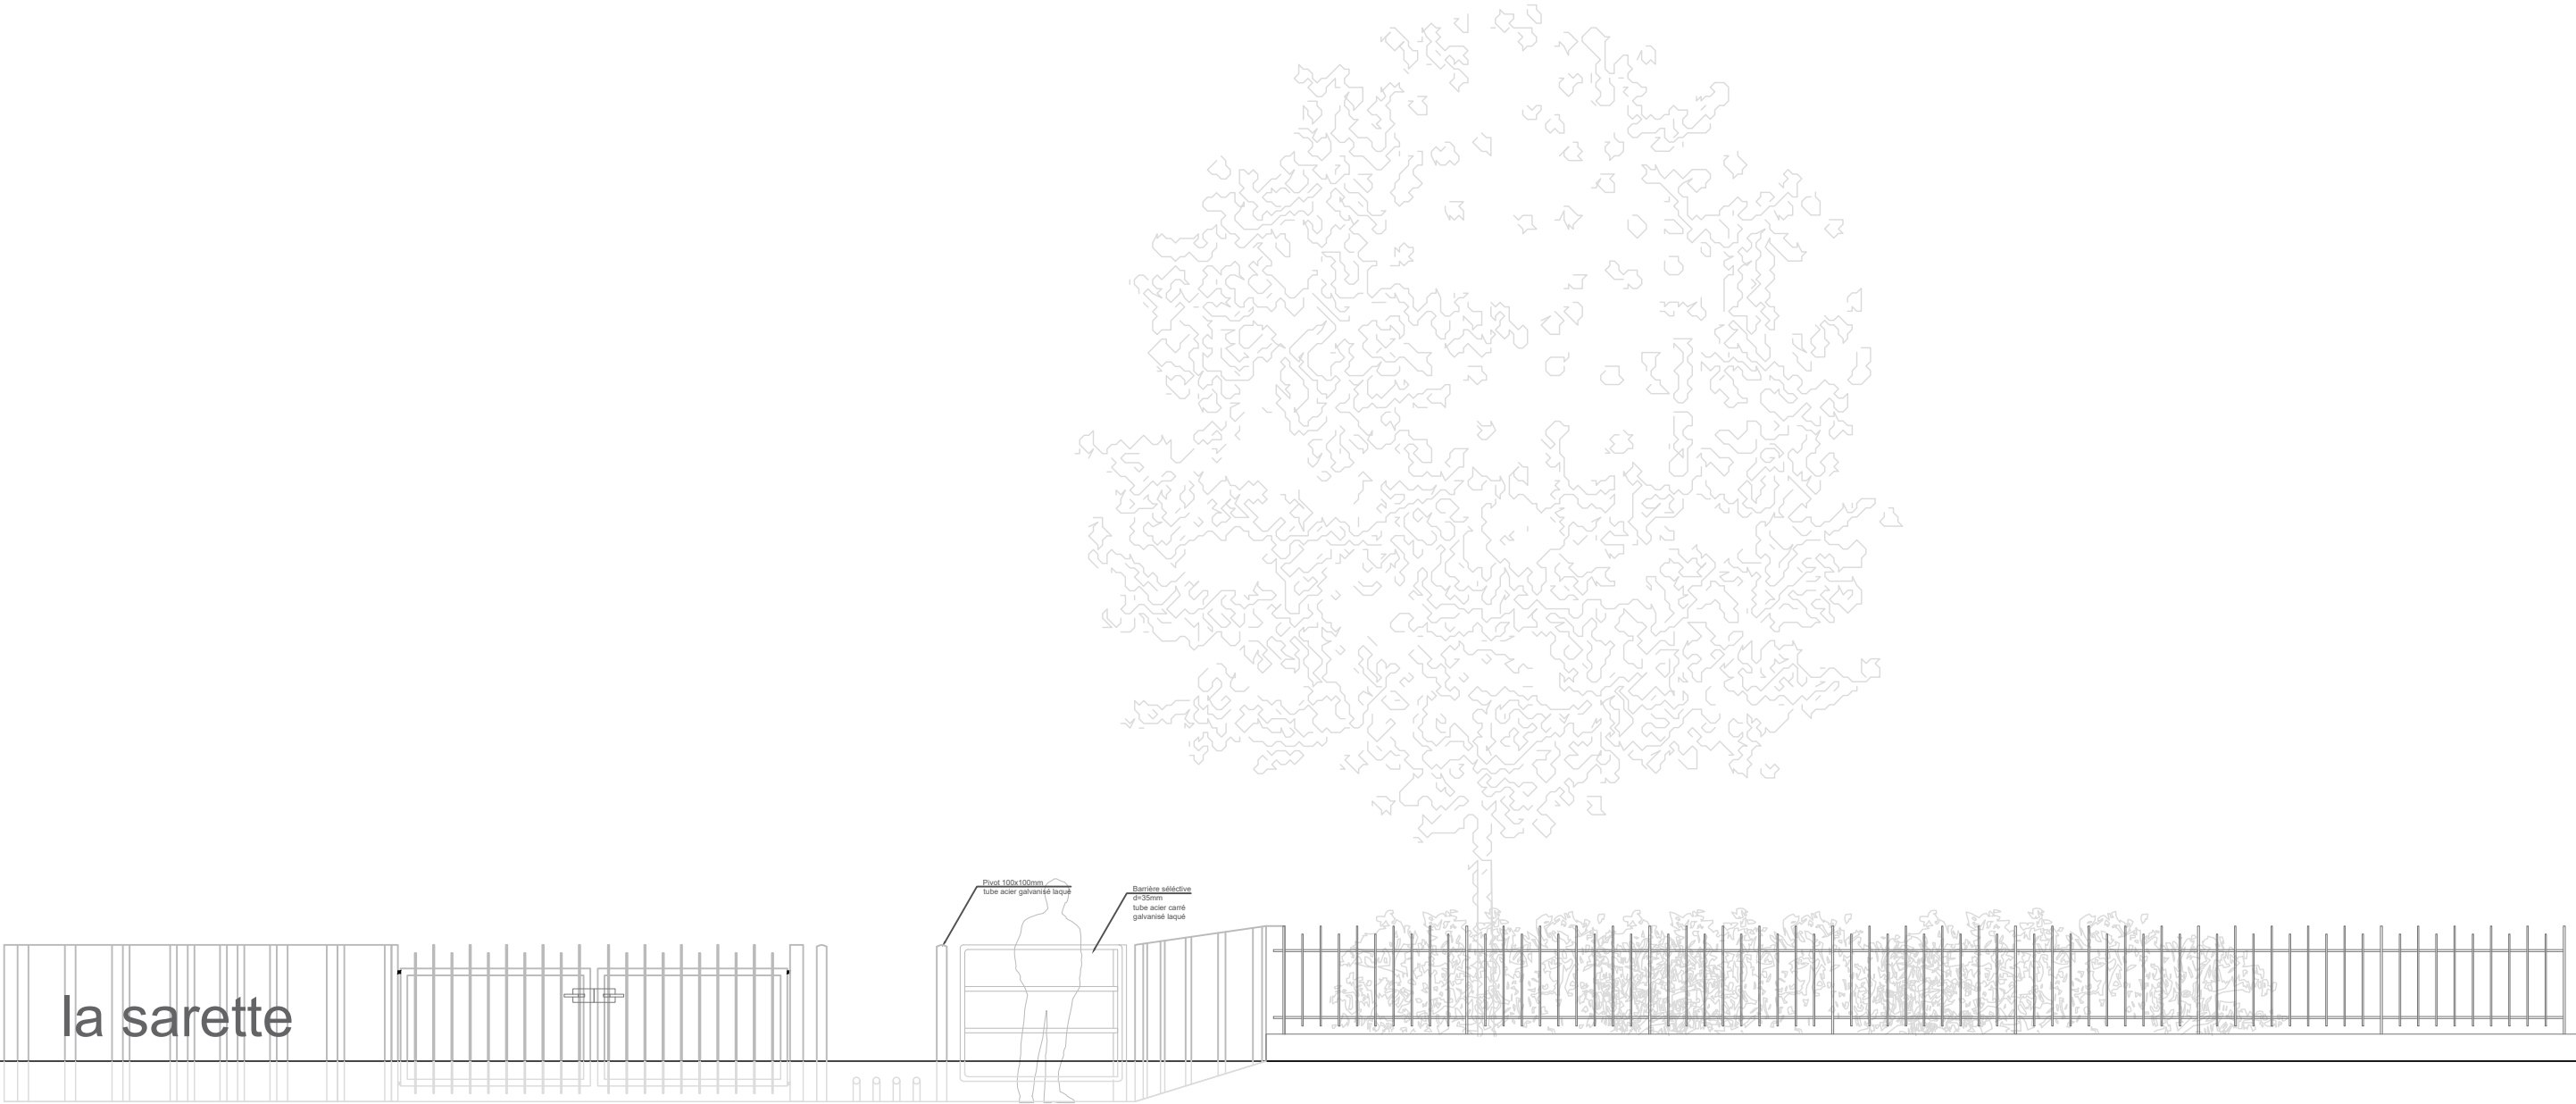 Pivot 100x100mm
tube acier galvanisé laqué
Barrière séléctive
d=35mm
tube acier carré
galvanisé laqué
la sarette